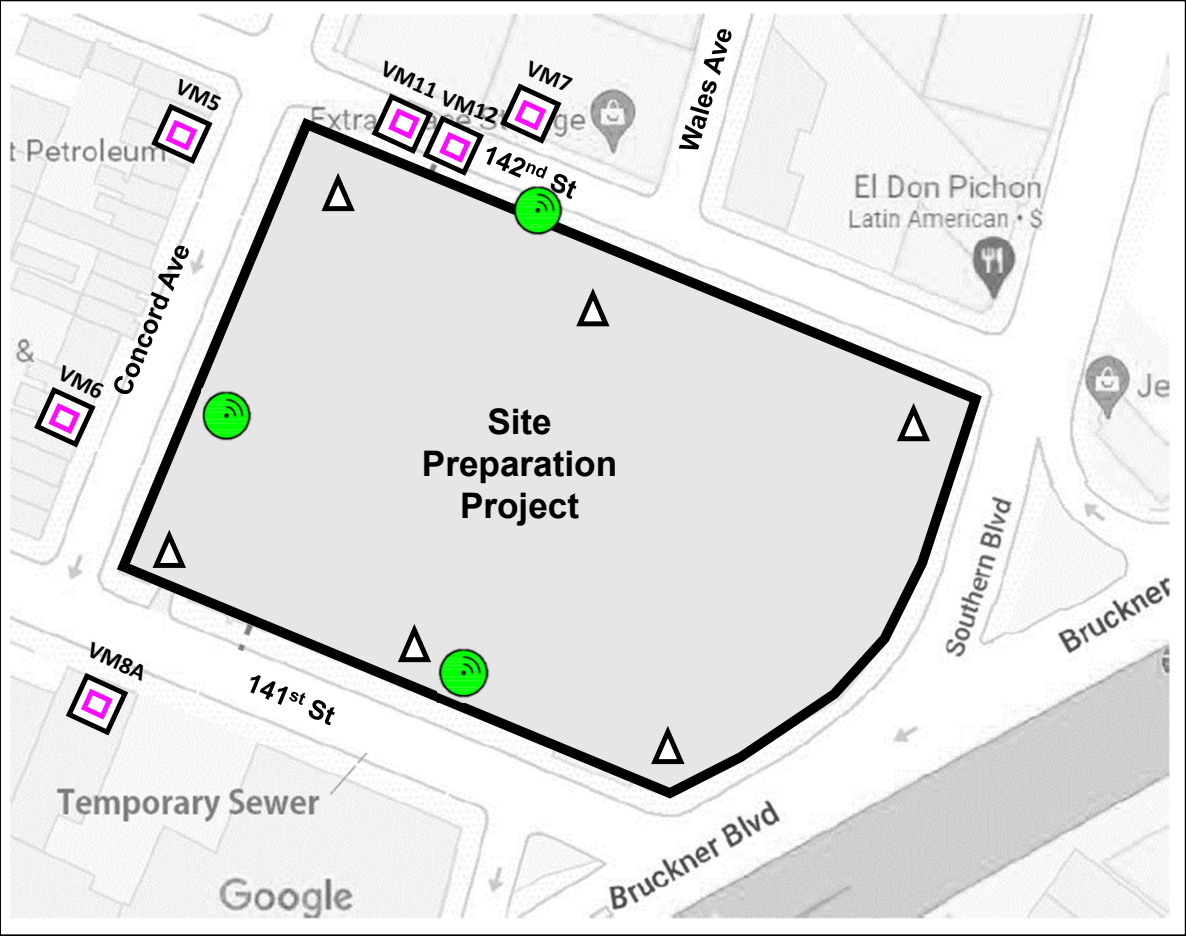 VM5
VM11
VM12
VM7
Wales Ave
Extra Space Storage
t Petroleum
142nd St
El Don Pichon
Latin American • S
Concord Ave
&
VM6
Je
Site
Preparation
Project
Southern Blvd
Bruckner
VM8A
141st St
Temporary Sewer
Bruckner Blvd
Google